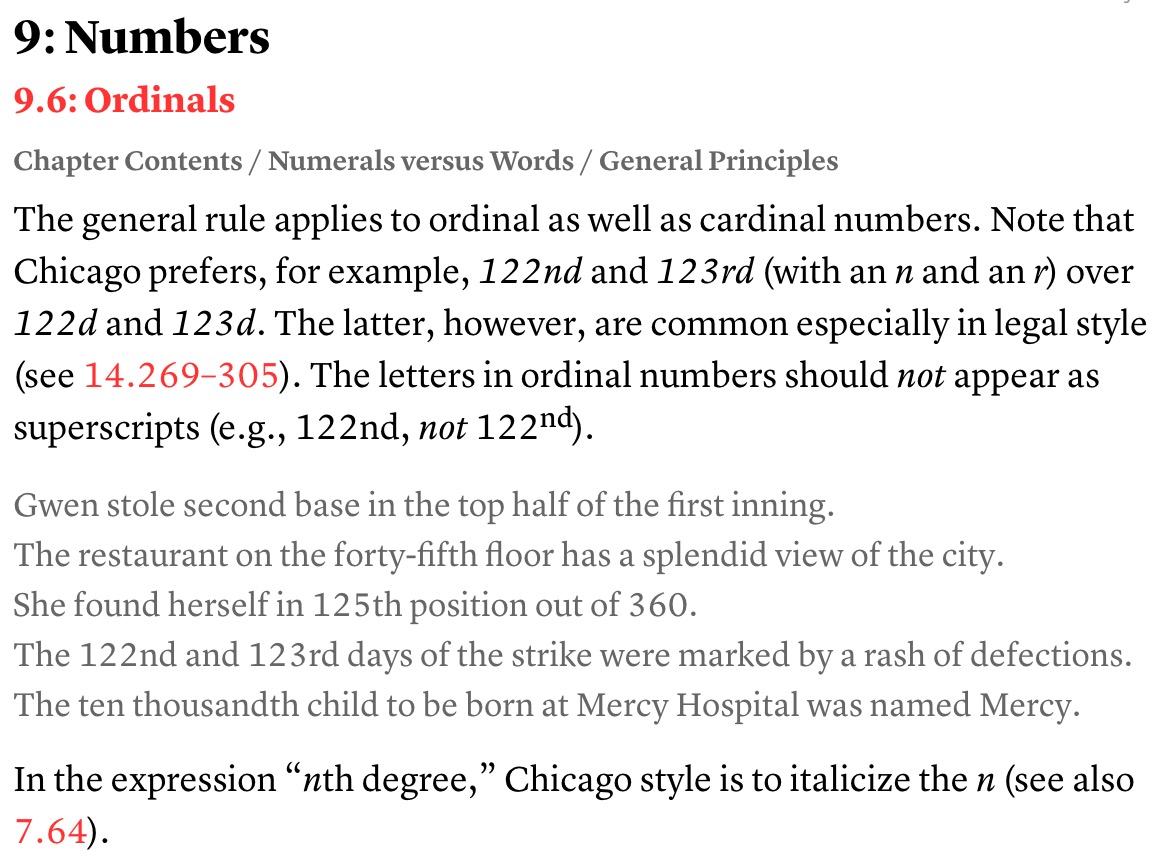 9: Numbers
9.6: Ordinals
Chapter Contents / Numerals versus Words / General Principles
The general rule applies to ordinal as well as cardinal numbers. Note that
Chicago prefers, for example, 122nd and 123rd (with an n and an r) over
122d and 123d. The latter, however, are common especially in legal style
(see 14.269–305). The letters in ordinal numbers should not appear as
superscripts (e.g., 122nd, not 122nd).
Gwen stole second base in the top half of the first inning.
The restaurant on the forty-fifth floor has a splendid view of the city.
She found herself in 125th position out of 360.
The 122nd and 123rd days of the strike were marked by a rash of defections.
The ten thousandth child to be born at Mercy Hospital was named Mercy.
In the expression “nth degree,” Chicago style is to italicize the n (see also
7.64).